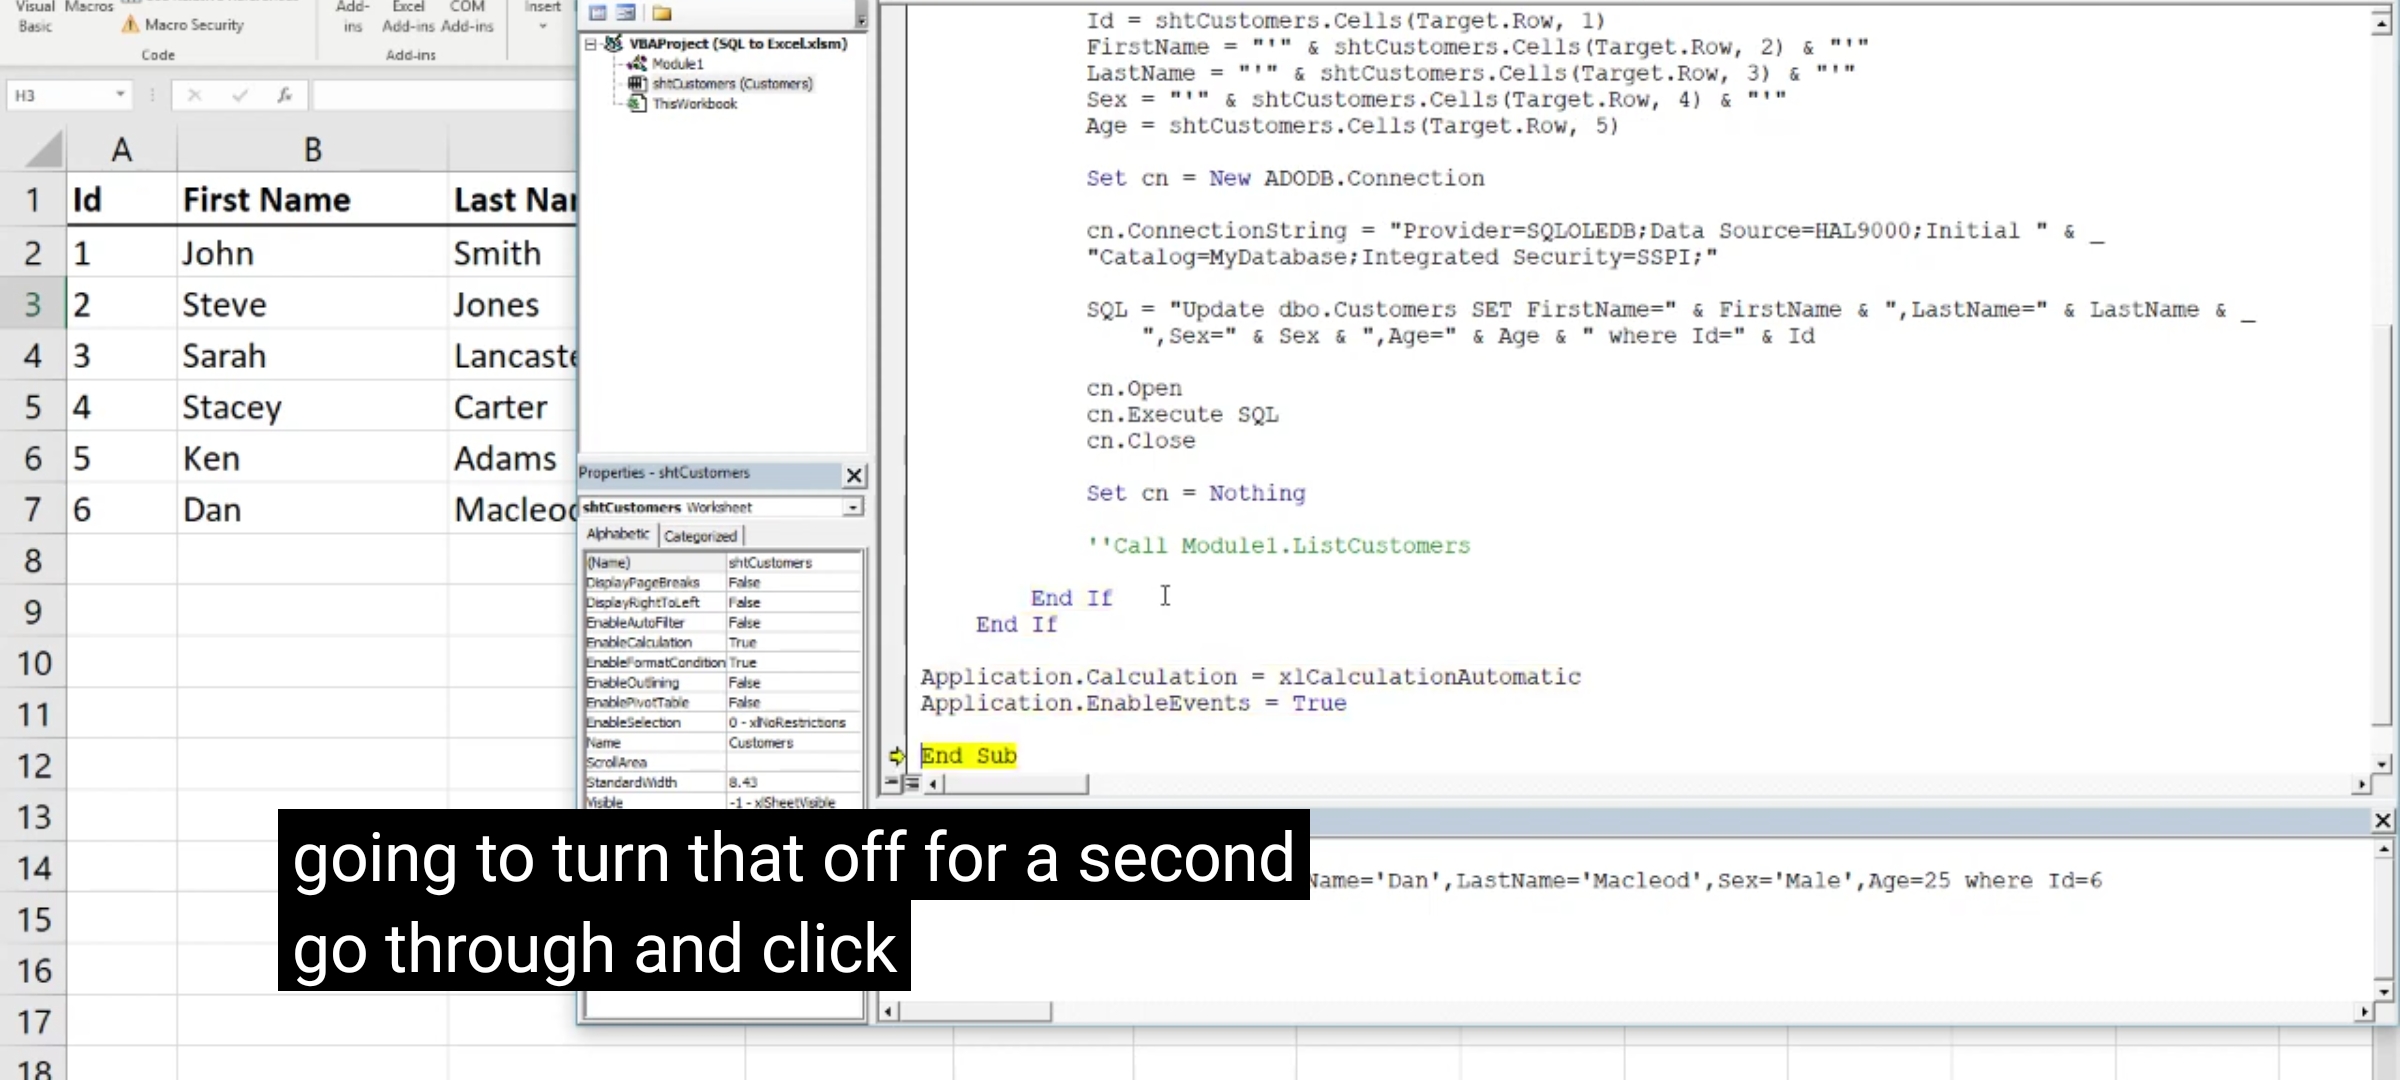 Visual
Basic
Macros
Macro Security
Code
Add-
ins
Excel
Add-ins
COM
Add-ins
Add-ins
Insert
H3
fx
A
B
1 Id First Name Last Na
2 1 John Smith
3 2 Steve Jones
4 3 Sarah Lancaste
5 4 Stacey Carter
6 5 Ken Adams
7 6 Dan Macleod
8
9
10
11
12
13
14
15
16
17
18
VBAProject (SQL to Excel.xlsm)
Module1
shtCustomers (Customers)
ThisWorkbook
Properties - shtCustomers
shtCustomers Worksheet
Alphabetic Categorized
(Name) shtCustomers
DisplayPageBreaks False
DisplayRightToLeft False
EnableAutoFilter False
EnableCalculation True
EnableFormatCondition True
EnableOutlining False
EnablePivotTable False
EnableSelection 0 - xlNoRestrictions
Name Customers
ScrollArea
StandardWidth 8.43
Visible -1 - xlSheetVisible
Id = shtCustomers.Cells(Target.Row, 1)
FirstName = "'" & shtCustomers.Cells(Target.Row, 2) & "'"
LastName = "'" & shtCustomers.Cells(Target.Row, 3) & "'"
Sex = "'" & shtCustomers.Cells(Target.Row, 4) & "'"
Age = shtCustomers.Cells(Target.Row, 5)
Set cn = New ADODB.Connection
cn.ConnectionString = "Provider=SQLOLEDB;Data Source=HAL9000;Initial " & _
"Catalog=MyDatabase;Integrated Security=SSPI;"
SQL = "Update dbo.Customers SET FirstName=" & FirstName & ",LastName=" & LastName & _
",Sex=" & Sex & ",Age=" & Age & " where Id=" & Id
cn.Open
cn.Execute SQL
cn.Close
Set cn = Nothing
''Call Module1.ListCustomers
End If
End If
Application.Calculation = xlCalculationAutomatic
Application.EnableEvents = True
End Sub
Name='Dan',LastName='Macleod',Sex='Male',Age=25 where Id=6
going to turn that off for a second
go through and click